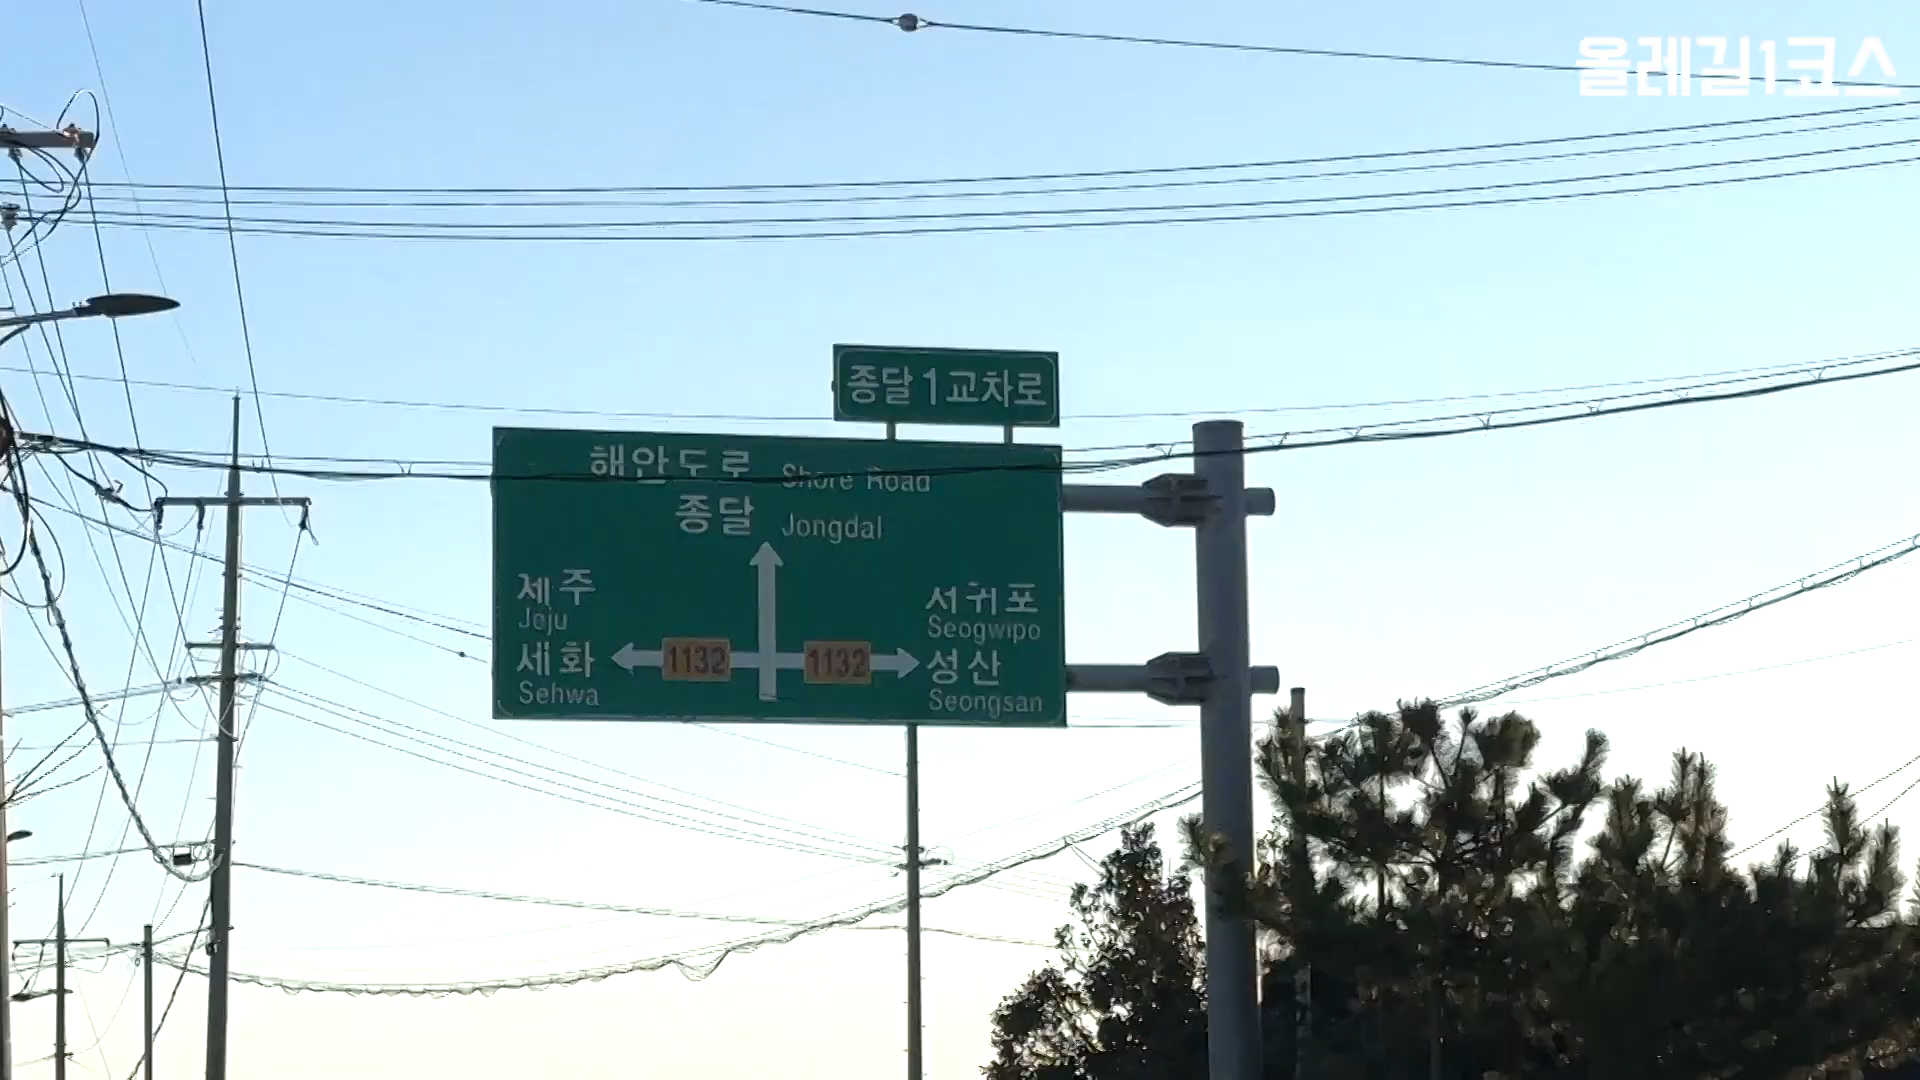 올레길1코스
종달1교차로
해안도로 Shore Road
종달 Jongdal
제주
Jeju
세화
Sehwa
1132
1132
서귀포
Seogwipo
성산
Seongsan